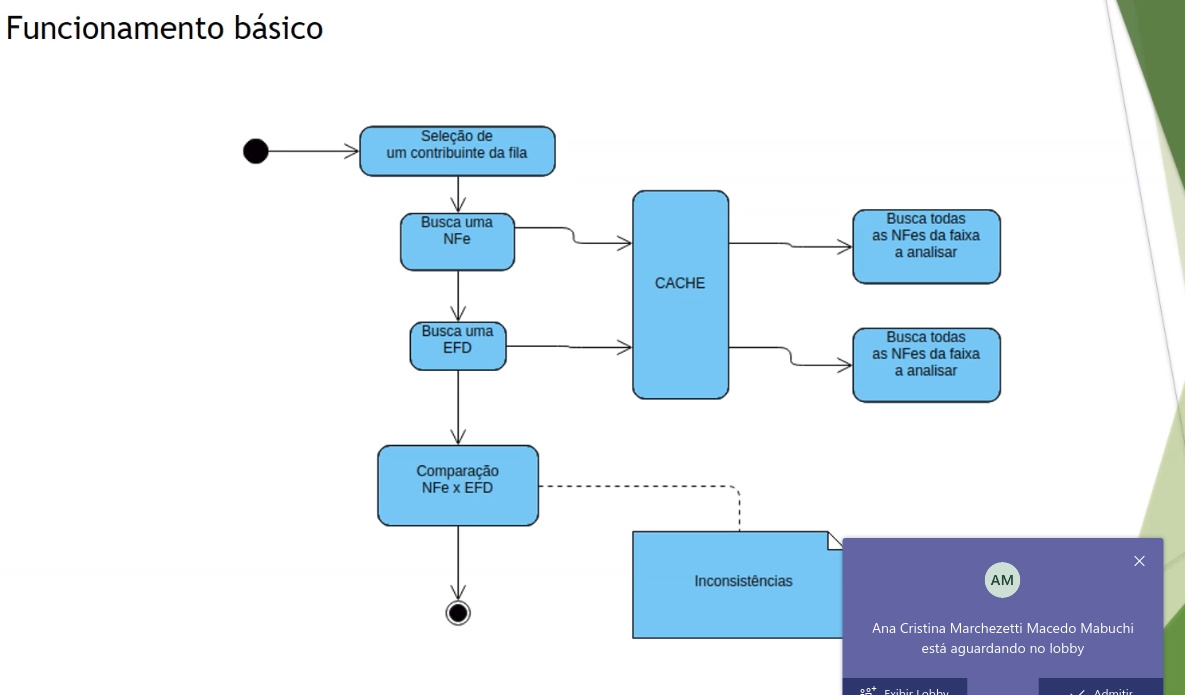 Funcionamento básico
Seleção de
um contribuinte da fila
Busca uma
NFe
Busca uma
EFD
CACHE
Busca todas
as NFes da faixa
a analisar
Busca todas
as NFes da faixa
a analisar
Comparação
NFe x EFD
Inconsistências
AM
Ana Cristina Marchezetti Macedo Mabuchi
está aguardando no lobby
Exibir Lobby
Admitir